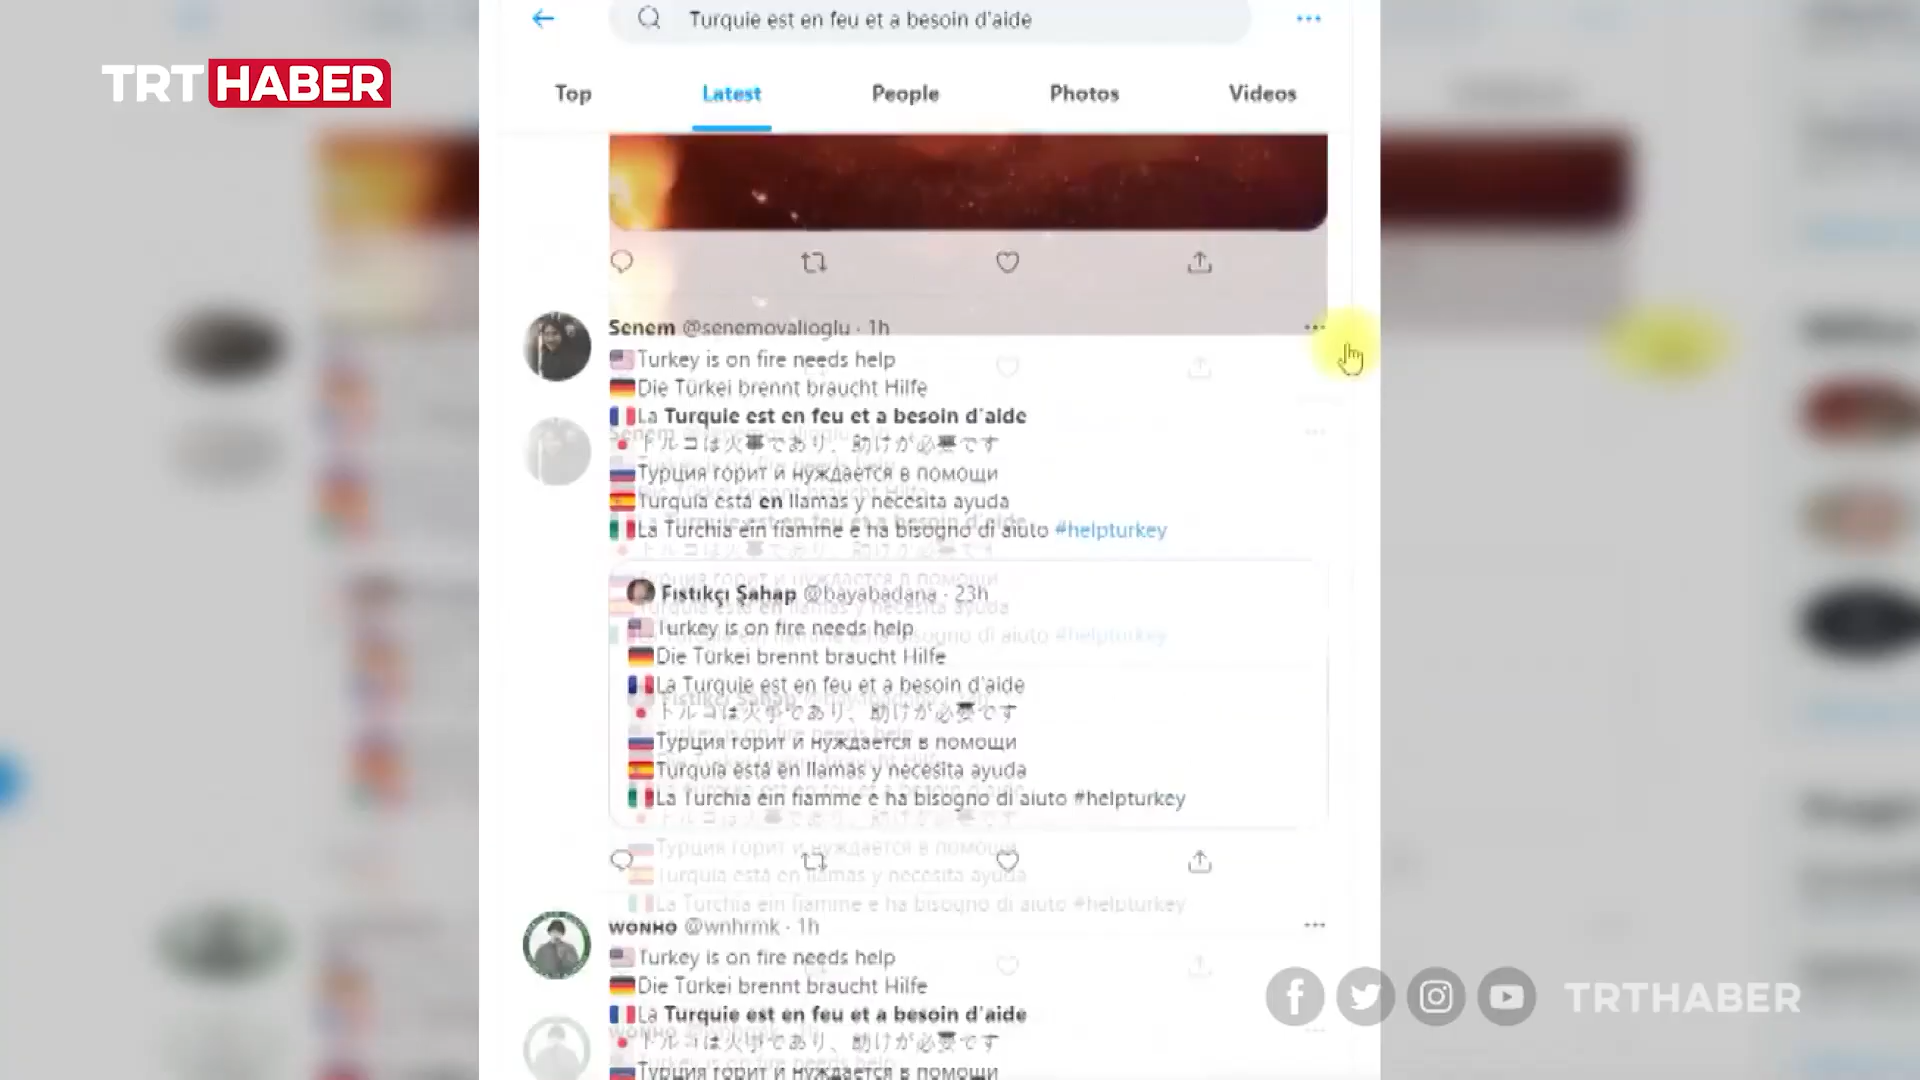 Turquie est en feu et a besoin d'aide
TRT HABER
Top Latest People Photos Videos
Senem @senemovalioglu · 1h
Turkey is on fire needs help
Die Türkei brennt braucht Hilfe
La Turquie est en feu et a besoin d'aide
トルコは火事であり、助けが必要です
Турция горит и нуждается в помощи
Turquía está en llamas y necesita ayuda
La Turchia ein fiamme e ha bisogno di aiuto #helpturkey
Fıstıkçı Şahap @bayabadana · 23h
Turkey is on fire needs help
Die Türkei brennt braucht Hilfe
La Turquie est en feu et a besoin d'aide
トルコは火事であり、助けが必要です
Турция горит и нуждается в помощи
Turquía está en llamas y necesita ayuda
La Turchia ein fiamme e ha bisogno di aiuto #helpturkey
WONHO @wnhrmk · 1h
Turkey is on fire needs help
Die Türkei brennt braucht Hilfe
La Turquie est en feu et a besoin d'aide
トルコは火事であり、助けが必要です
Турция горит и нуждается в помощи
TRTHABER